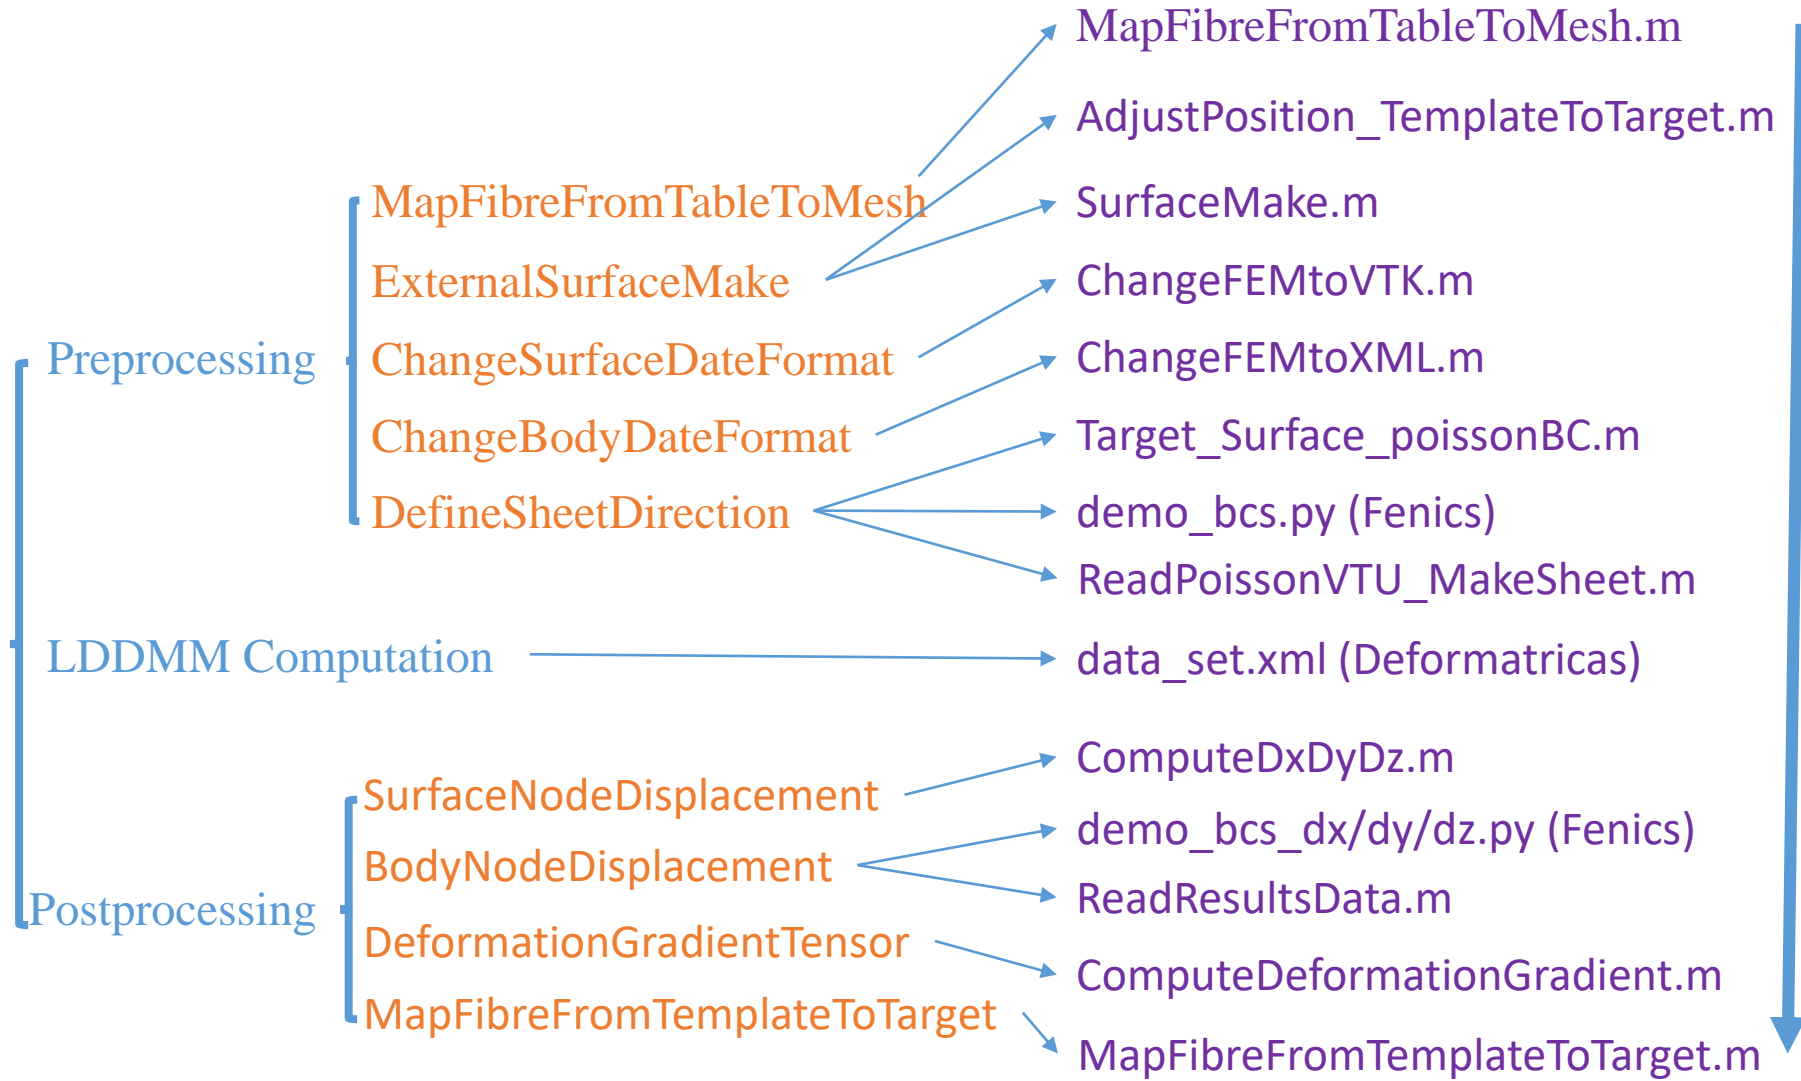 Preprocessing
MapFibreFromTableToMesh
ExternalSurfaceMake
ChangeSurfaceDateFormat
ChangeBodyDateFormat
DefineSheetDirection
MapFibreFromTableToMesh.m
AdjustPosition_TemplateToTarget.m
SurfaceMake.m
ChangeFEMtoVTK.m
ChangeFEMtoXML.m
Target_Surface_poissonBC.m
demo_bcs.py (Fenics)
ReadPoissonVTU_MakeSheet.m
LDDMM Computation
data_set.xml (Deformatricas)
Postprocessing
SurfaceNodeDisplacement
BodyNodeDisplacement
DeformationGradientTensor
MapFibreFromTemplateToTarget
ComputeDxDyDz.m
demo_bcs_dx/dy/dz.py (Fenics)
ReadResultsData.m
ComputeDeformationGradient.m
MapFibreFromTemplateToTarget.m